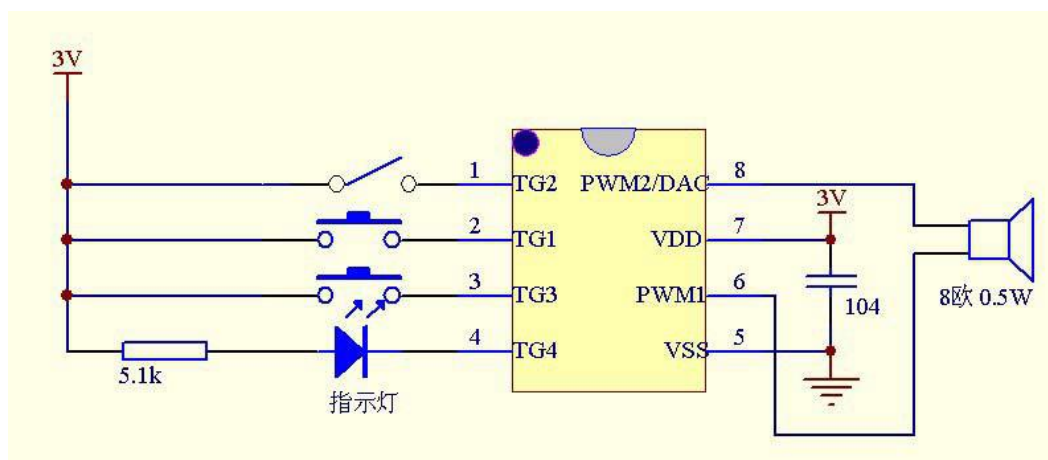 3V
1 TG2 PWM2/DAC 8
3V
2 TG1 VDD 7
3 TG3 PWM1 6
104
8欧 0.5W
4 TG4 VSS 5
5.1k
指示灯